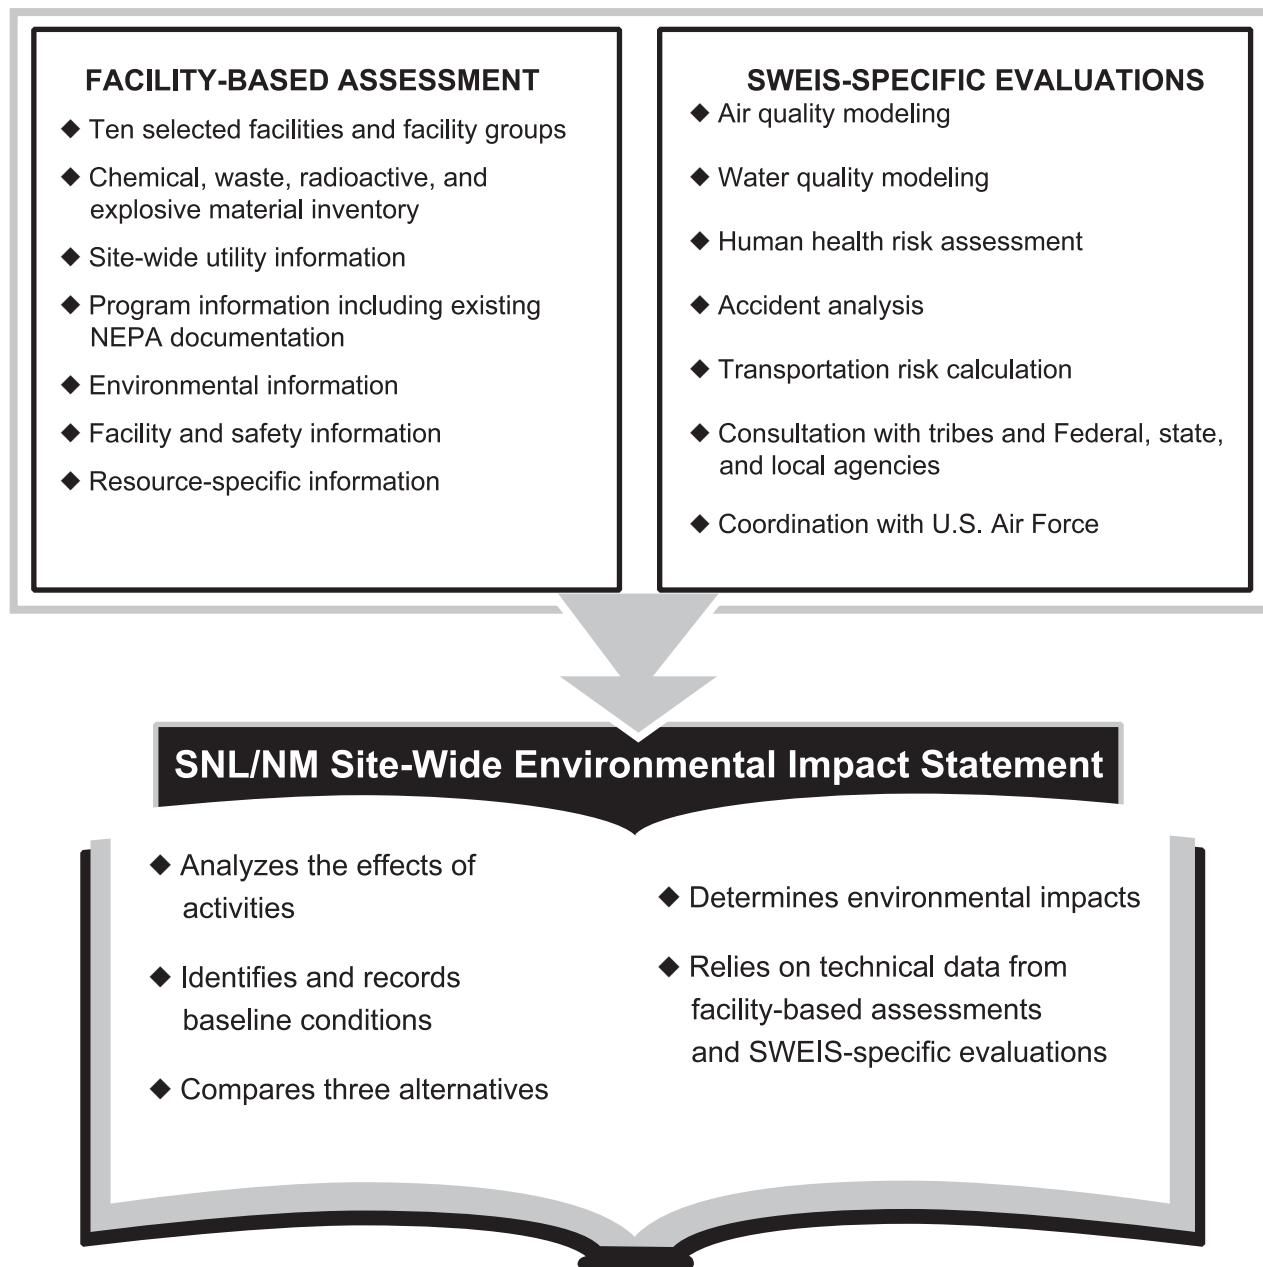 FACILITY-BASED ASSESSMENT
◆ Ten selected facilities and facility groups
◆ Chemical, waste, radioactive, and
explosive material inventory
◆ Site-wide utility information
◆ Program information including existing
NEPA documentation
◆ Environmental information
◆ Facility and safety information
◆ Resource-specific information
SWEIS-SPECIFIC EVALUATIONS
◆ Air quality modeling
◆ Water quality modeling
◆ Human health risk assessment
◆ Accident analysis
◆ Transportation risk calculation
◆ Consultation with tribes and Federal, state,
and local agencies
◆ Coordination with U.S. Air Force
SNL/NM Site-Wide Environmental Impact Statement
◆ Analyzes the effects of
activities
◆ Identifies and records
baseline conditions
◆ Compares three alternatives
◆ Determines environmental impacts
◆ Relies on technical data from
facility-based assessments
and SWEIS-specific evaluations